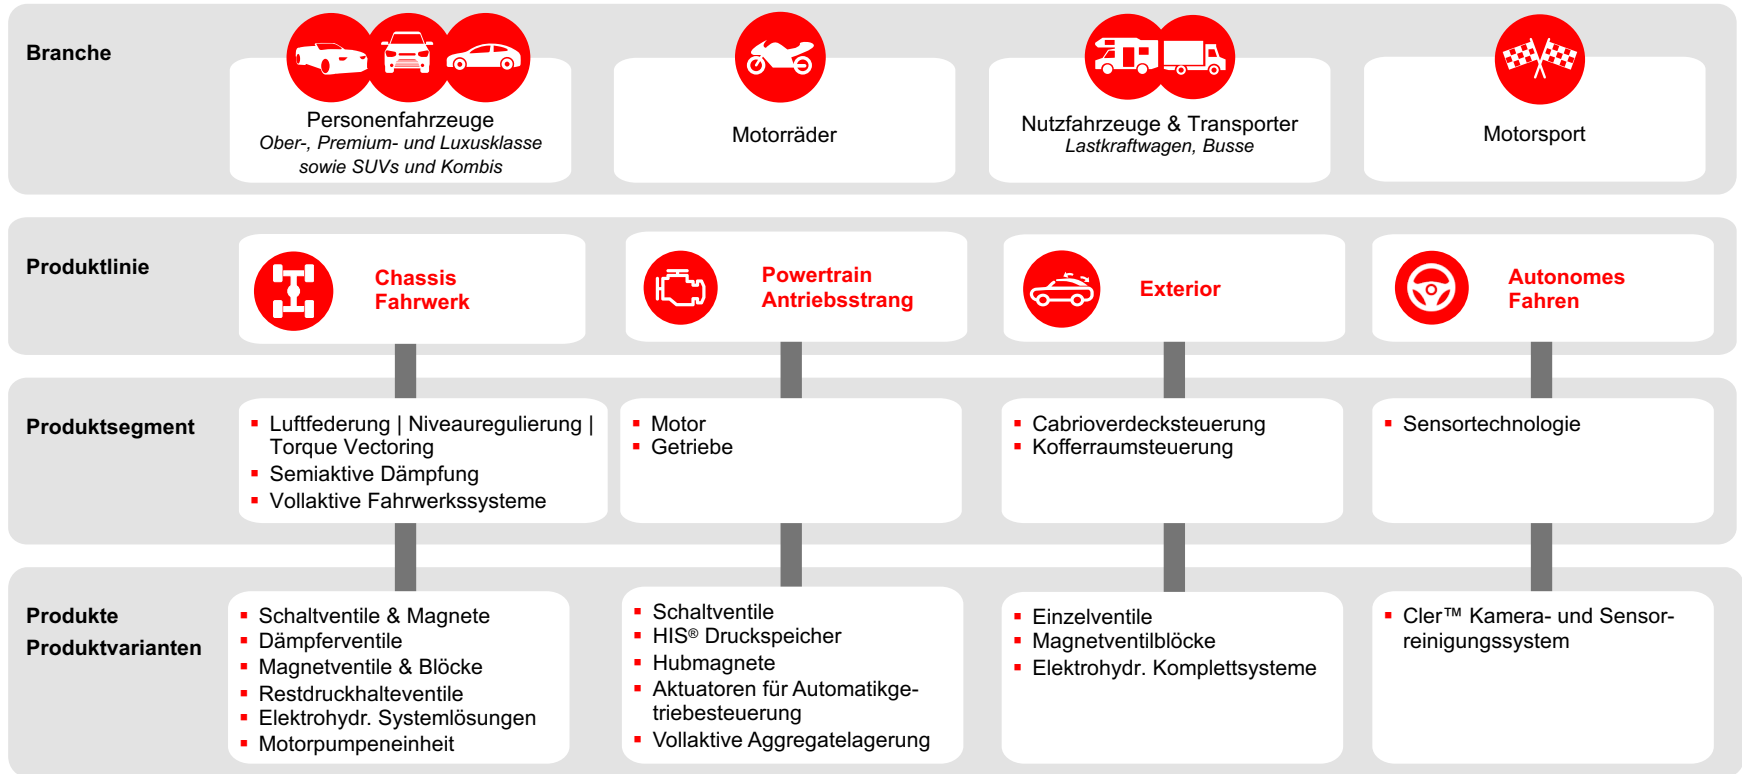 Branche
Personenfahrzeuge
Ober-, Premium- und Luxusklasse
sowie SUVs und Kombis
Motorräder
Nutzfahrzeuge & Transporter
Lastkraftwagen, Busse
Motorsport
Produktlinie
Chassis
Fahrwerk
Powertrain
Antriebsstrang
Exterior
Autonomes
Fahren
Produktsegment
▪ Luftfederung | Niveauregulierung |
Torque Vectoring
▪ Semiaktive Dämpfung
▪ Vollaktive Fahrwerkssysteme
▪ Motor
▪ Getriebe
▪ Cabrioverdecksteuerung
▪ Kofferraumsteuerung
▪ Sensortechnologie
Produkte
Produktvarianten
▪ Schaltventile & Magnete
▪ Dämpferventile
▪ Magnetventile & Blöcke
▪ Restdruckhalteventile
▪ Elektrohydr. Systemlösungen
▪ Motorpumpeneinheit
▪ Schaltventile
▪ HIS® Druckspeicher
▪ Hubmagnete
▪ Aktuatoren für Automatikge-
triebesteuerung
▪ Vollaktive Aggregatelagerung
▪ Einzelventile
▪ Magnetventilblöcke
▪ Elektrohydr. Komplettsysteme
▪ Cler™ Kamera- und Sensor-
reinigungssystem